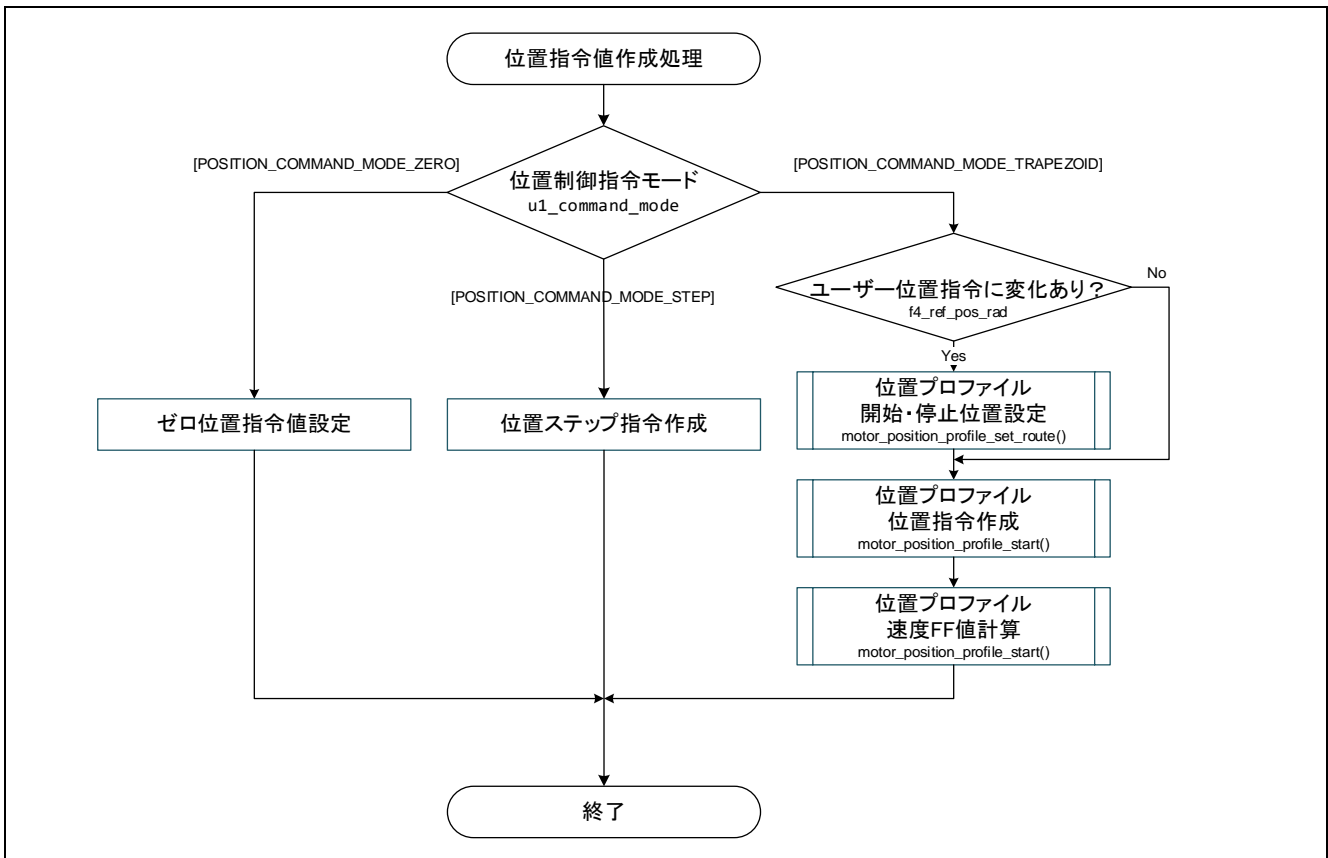 位置指令値作成処理
[POSITION_COMMAND_MODE_ZERO]
[POSITION_COMMAND_MODE_TRAPEZOID]
位置制御指令モード
u1_command_mode
[POSITION_COMMAND_MODE_STEP]
No
ユーザー位置指令に変化あり？
f4_ref_pos_rad
Yes
ゼロ位置指令値設定
位置ステップ指令作成
位置プロファイル
開始・停止位置設定
motor_position_profile_set_route()
位置プロファイル
位置指令作成
motor_position_profile_start()
位置プロファイル
速度FF値計算
motor_position_profile_start()
終了